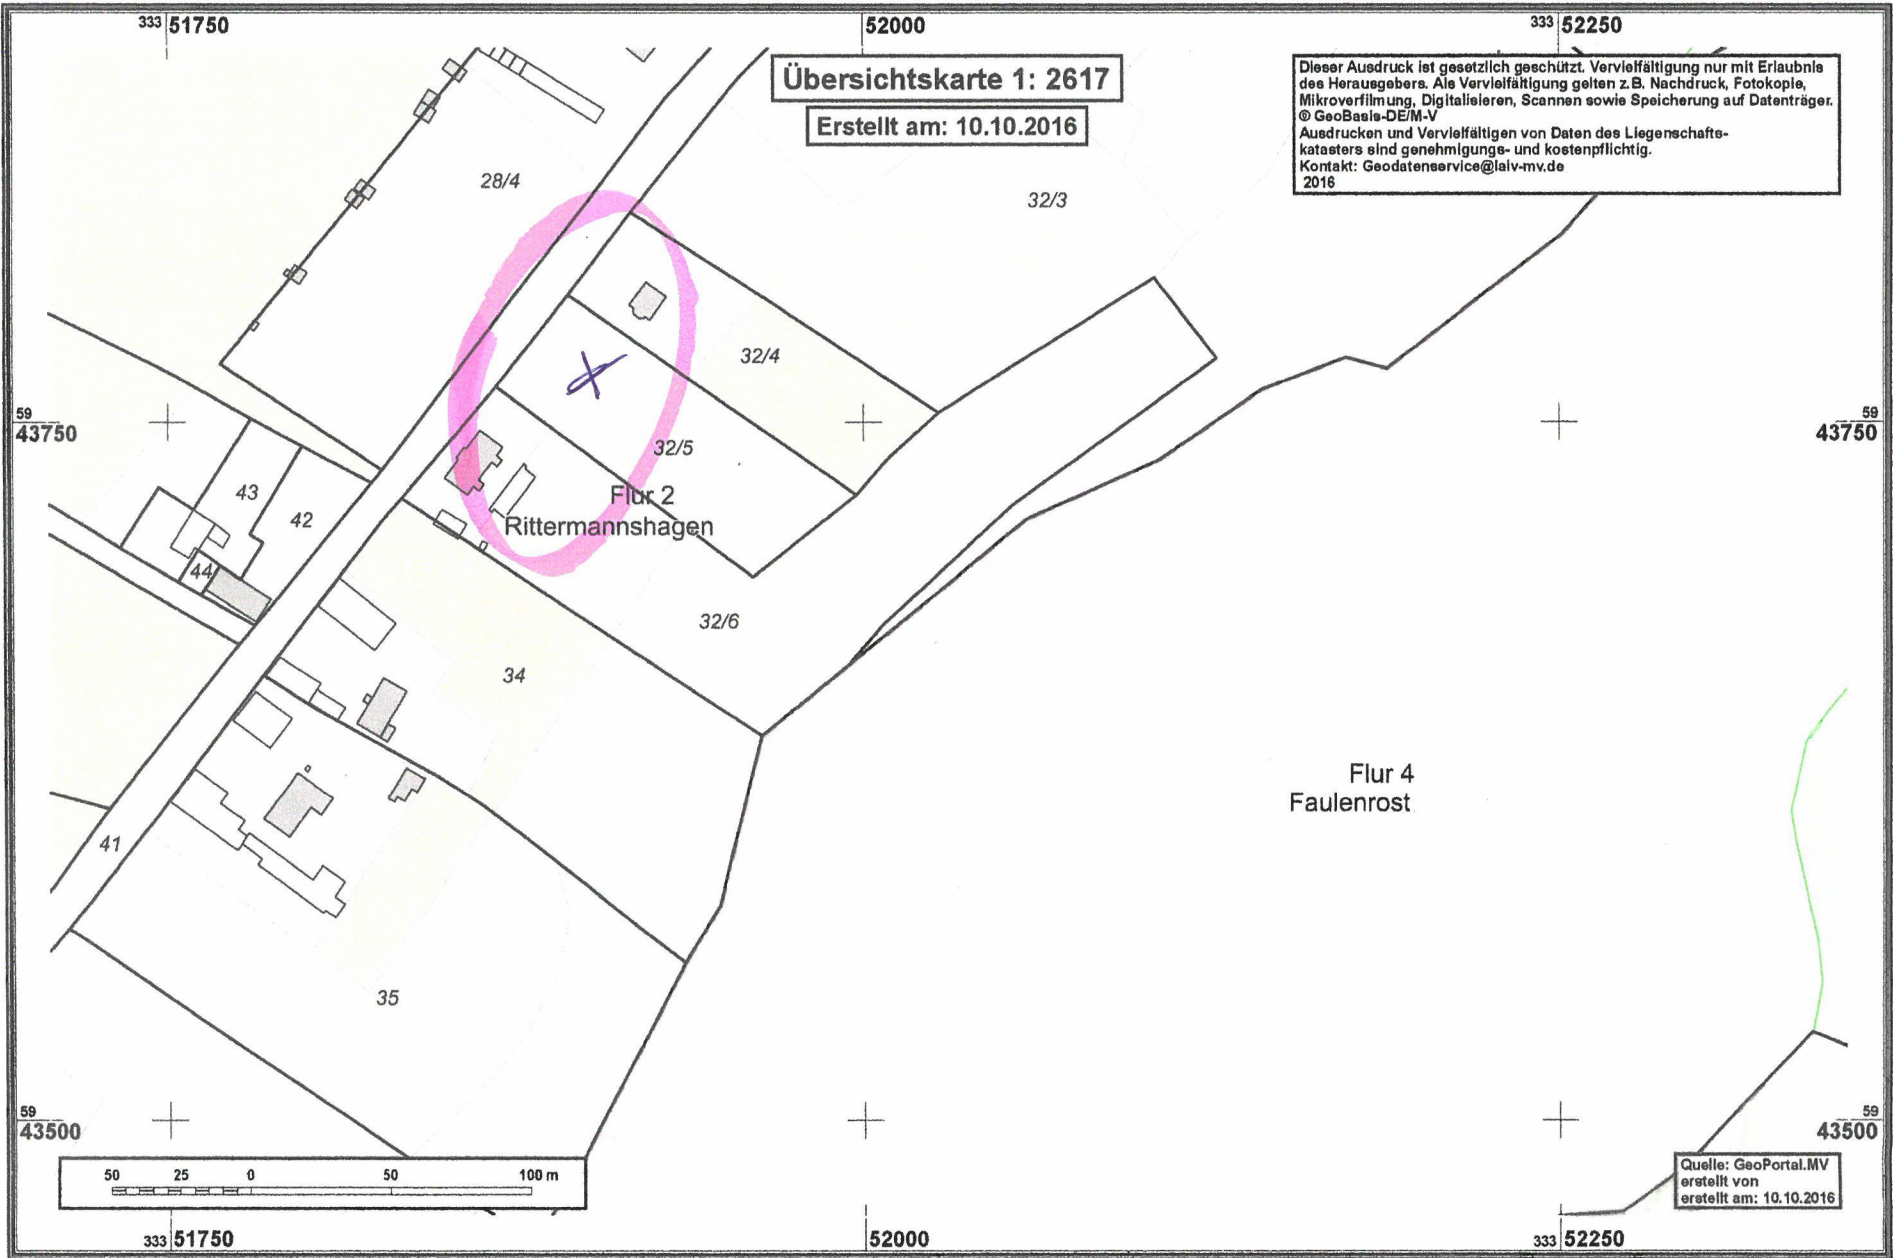 333 51750
52000
333 52250
Übersichtskarte 1: 2617
Erstellt am: 10.10.2016
Dieser Ausdruck ist gesetzlich geschützt. Vervielfältigung nur mit Erlaubnis
des Herausgebers. Als Vervielfältigung gelten z.B. Nachdruck, Fotokopie,
Mikroverfilmung, Digitalisieren, Scannen sowie Speicherung auf Datenträger.
© GeoBasis-DE/M-V
Ausdrucken und Vervielfältigen von Daten des Liegenschafts-
katasters sind genehmigungs- und kostenpflichtig.
Kontakt: Geodatenservice@laiv-mv.de
2016
28/4
32/3
32/4
59
43750
59
43750
32/5
43
42
Flur 2
Rittermannshagen
44
32/6
34
Flur 4
Faulenrost
41
35
59
43500
59
43500
50 25 0 50 100 m
Quelle: GeoPortal.MV
erstellt von
erstellt am: 10.10.2016
333 51750
52000
333 52250